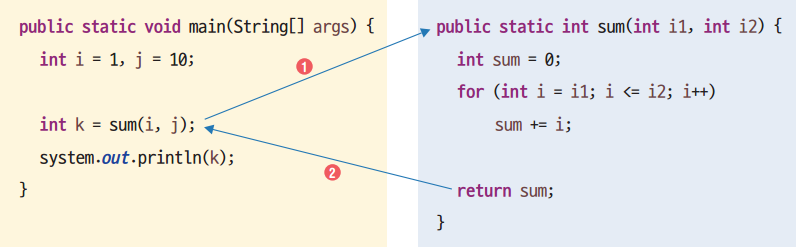 public static void main(String[] args) {
int i = 1, j = 10;
int k = sum(i, j);
system.out.println(k);
}
1
2
public static int sum(int i1, int i2) {
int sum = 0;
for (int i = i1; i <= i2; i++)
sum += i;
return sum;
}